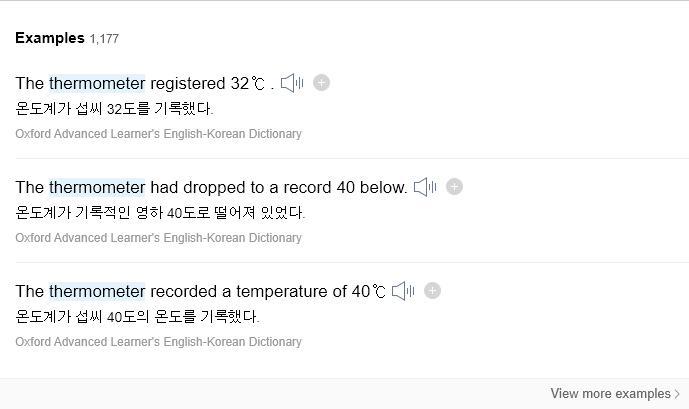 Examples 1,177
The thermometer registered 32℃ .
온도계가 섭씨 32도를 기록했다.
Oxford Advanced Learner's English-Korean Dictionary
The thermometer had dropped to a record 40 below.
온도계가 기록적인 영하 40도로 떨어져 있었다.
Oxford Advanced Learner's English-Korean Dictionary
The thermometer recorded a temperature of 40℃
온도계가 섭씨 40도의 온도를 기록했다.
Oxford Advanced Learner's English-Korean Dictionary
View more examples